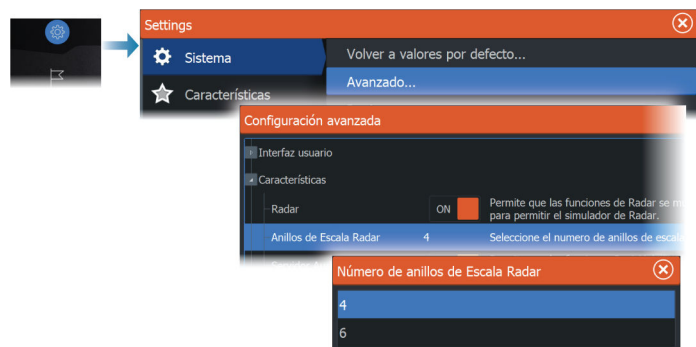 Settings
Sistema
Volver a valores por defecto...
Avanzado...
Características
Configuración avanzada
Interfaz usuario
Características
Radar
ON
Permite que las funciones de Radar se
para permitir el simulador de Radar.
Anillos de Escala Radar
4
Seleccione el numero de anillos de escala
Número de anillos de Escala Radar
4
6